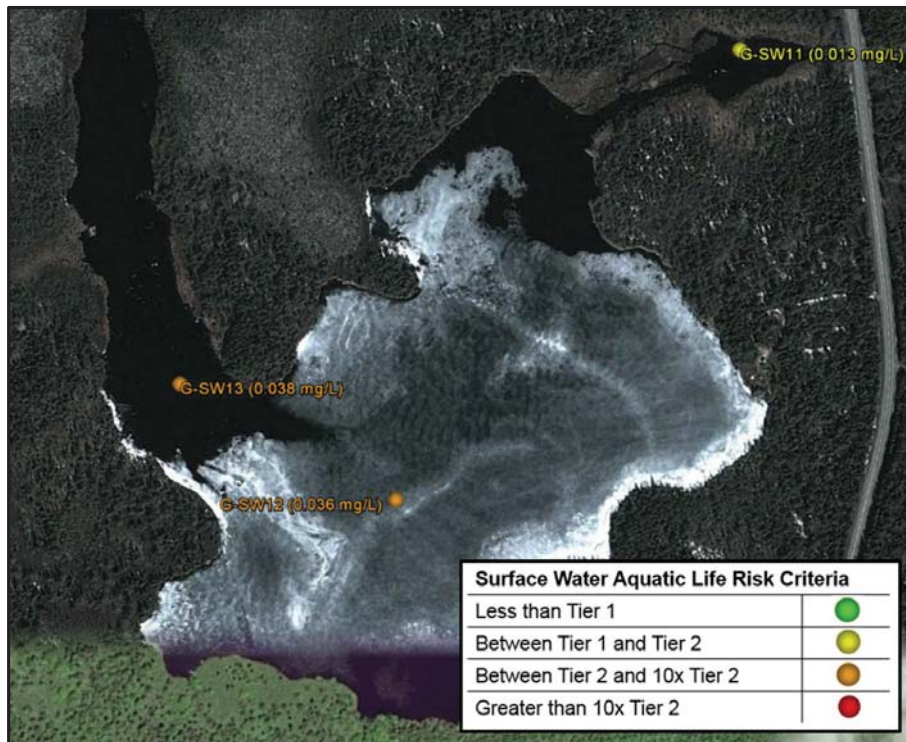 G-SW11 (0.013 mg/L)
G-SW13 (0.038 mg/L)
G-SW12 (0.036 mg/L)
Surface Water Aquatic Life Risk Criteria
Less than Tier 1
Between Tier 1 and Tier 2
Between Tier 2 and 10x Tier 2
Greater than 10x Tier 2